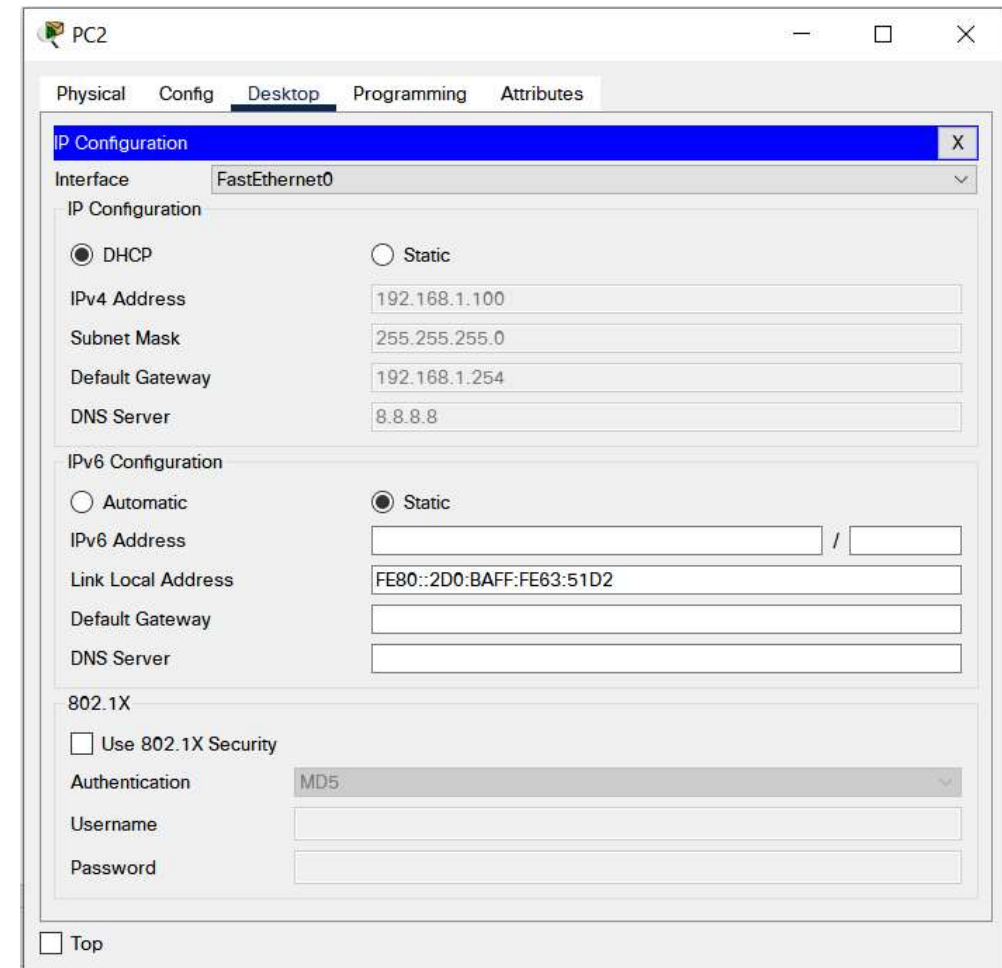 PC2
Physical Config Desktop Programming Attributes
IP Configuration X
Interface FastEthernet0
IP Configuration
DHCP Static
IPv4 Address 192.168.1.100
Subnet Mask 255.255.255.0
Default Gateway 192.168.1.254
DNS Server 8.8.8.8
IPv6 Configuration
Automatic Static
IPv6 Address /
Link Local Address FE80::2D0:BAFF:FE63:51D2
Default Gateway
DNS Server
802.1X
Use 802.1X Security
Authentication MD5
Username
Password
Top